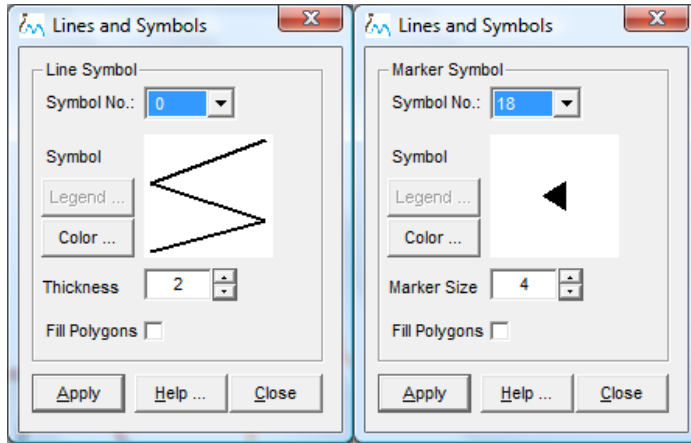 Lines and Symbols
Line Symbol
Symbol No.: 0
Symbol
Legend ...
Color ...
Thickness 2
Fill Polygons
Apply Help ... Close
Lines and Symbols
Marker Symbol
Symbol No.: 18
Symbol
Legend ...
Color ...
Marker Size 4
Fill Polygons
Apply Help ... Close